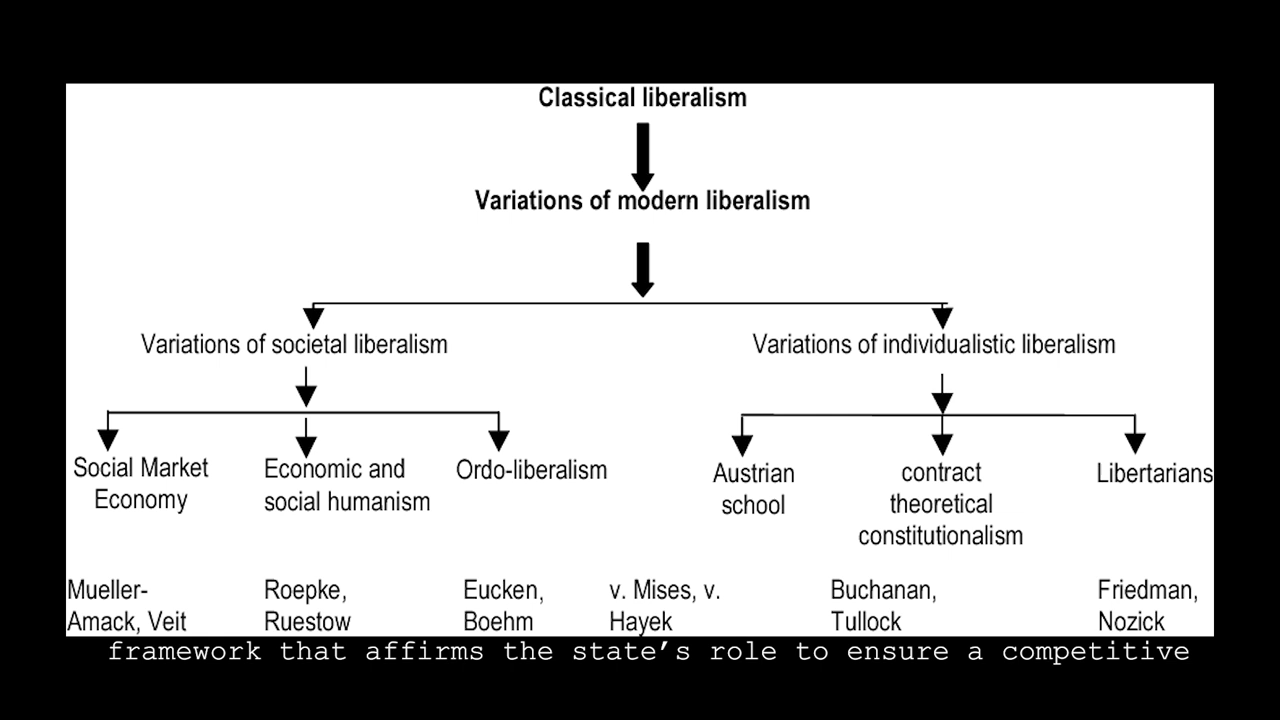 Classical liberalism
Variations of modern liberalism
Variations of societal liberalism
Variations of individualistic liberalism
Social Market
Economy
Economic and
social humanism
Ordo-liberalism
Austrian
school
contract
theoretical
constitutionalism
Libertarians
Mueller-
Amack, Veit
Roepke,
Ruestow
Eucken,
Boehm
v. Mises, v.
Hayek
Buchanan,
Tullock
Friedman,
Nozick
framework that affirms the state’s role to ensure a competitive